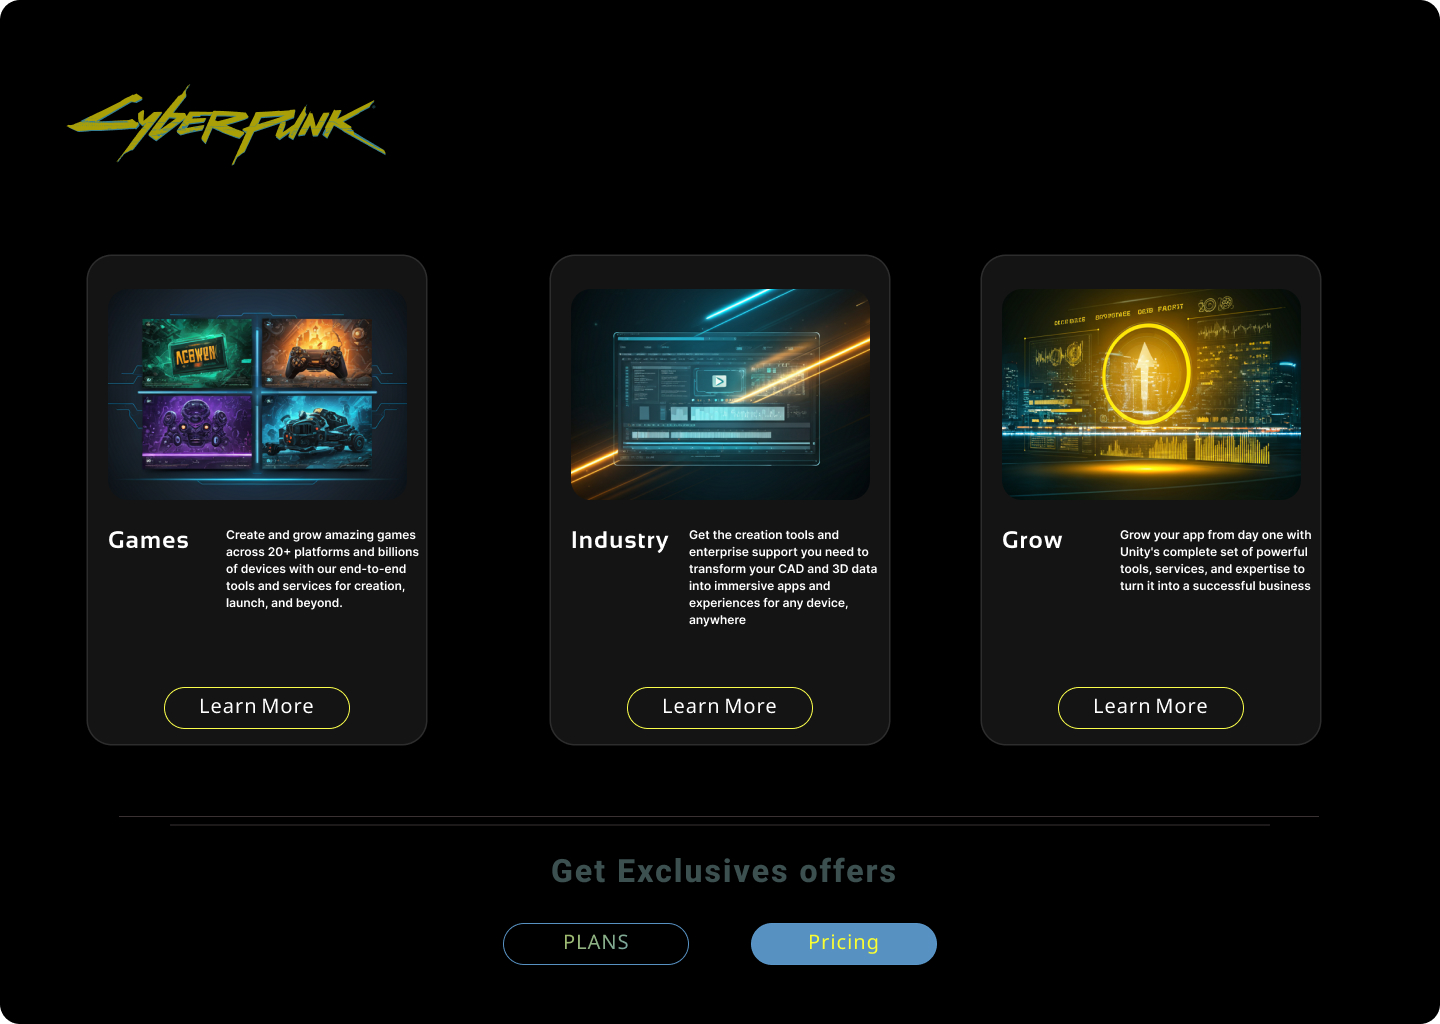 Cyberpunk
Games
Create and grow amazing games
across 20+ platforms and billions
of devices with our end-to-end
tools and services for creation,
launch, and beyond.
Learn More
Industry
Get the creation tools and
enterprise support you need to
transform your CAD and 3D data
into immersive apps and
experiences for any device,
anywhere
Learn More
Grow
Grow your app from day one with
Unity's complete set of powerful
tools, services, and expertise to
turn it into a successful business
Learn More
Get Exclusives offers
PLANS
Pricing